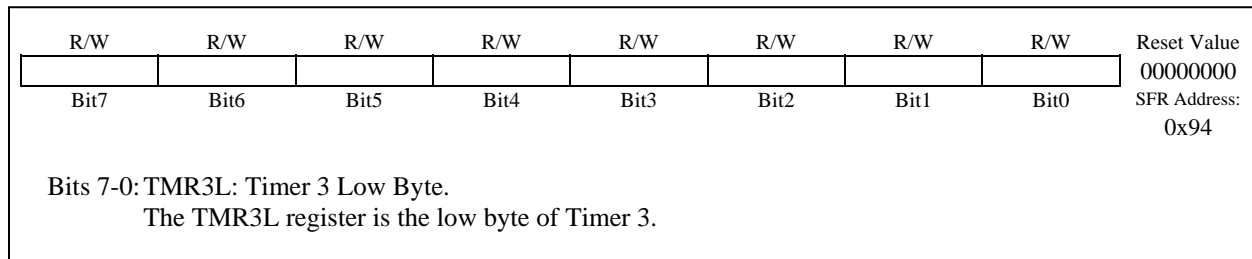 R/W R/W R/W R/W R/W R/W R/W R/W Reset Value
00000000
Bit7 Bit6 Bit5 Bit4 Bit3 Bit2 Bit1 Bit0 SFR Address:
0x94
Bits 7-0: TMR3L: Timer 3 Low Byte.
The TMR3L register is the low byte of Timer 3.